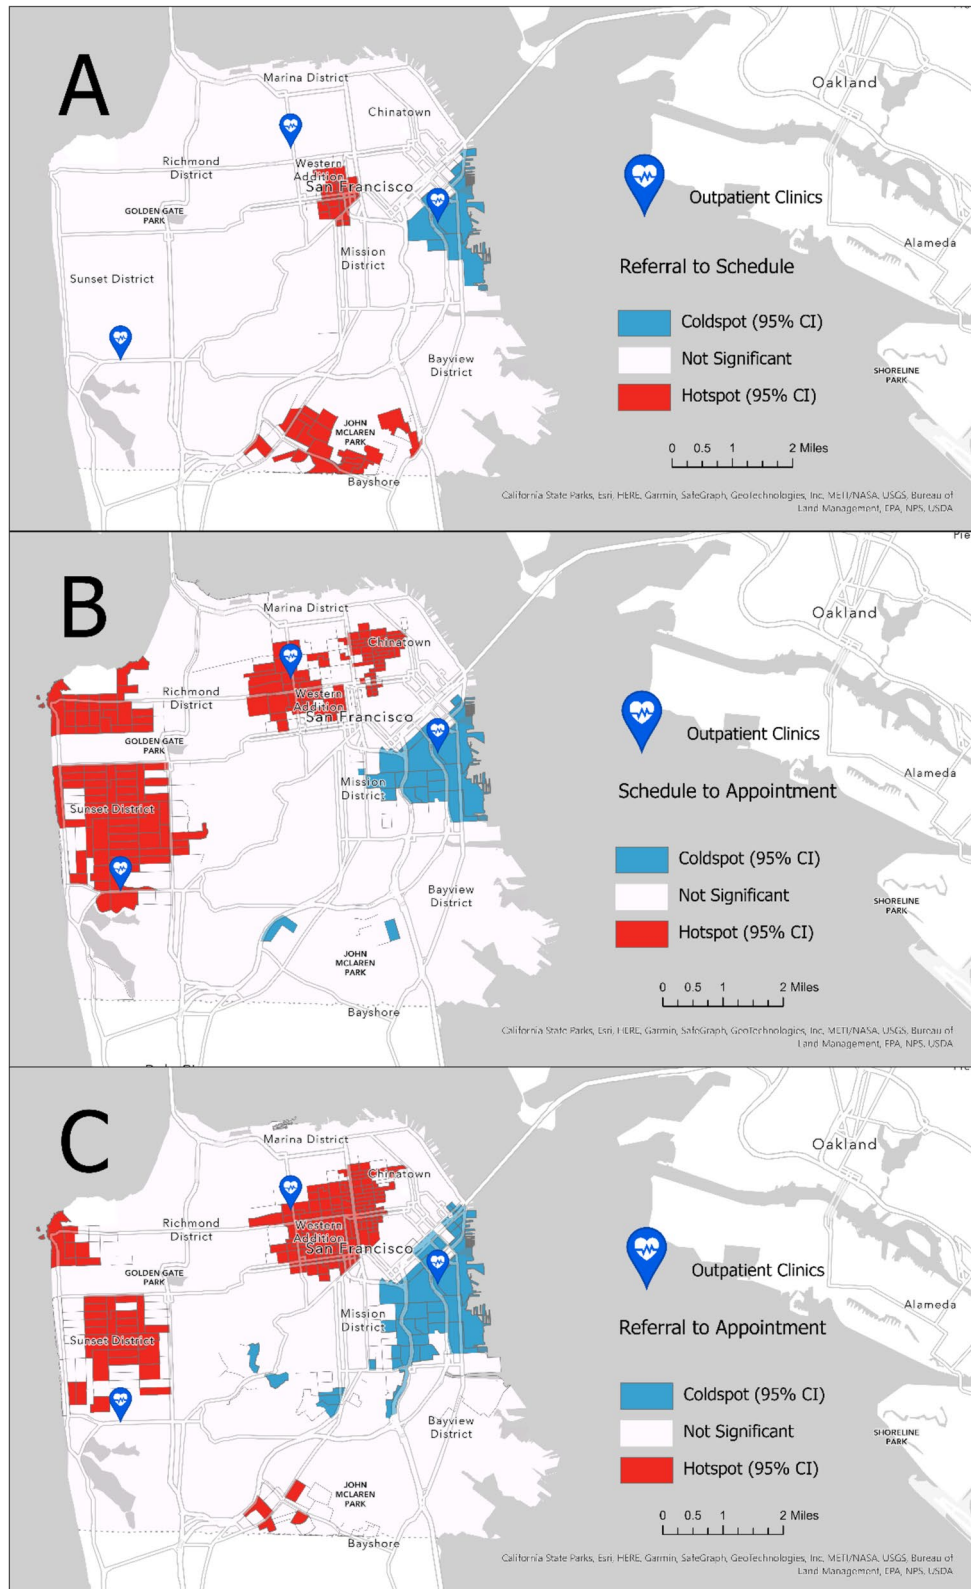 A
Marina District
Chinatown
Oakland
Richmond
District
Western
Addition
San Francisco
Outpatient Clinics
GOLDEN GATE
PARK
Alameda
Mission
District
Sunset District
Referral to Schedule
Coldspot (95% CI)
Not Significant
Bayview
District
SHORELINE
PARK
Hotspot (95% CI)
JOHN
MCLAREN
PARK
0 0.5 1 2 Miles
Bayshore
California State Parks, Esri, HERE, Garmin, SafeGraph, GeoTechnologies, Inc, METI/NASA, USGS, Bureau of
Land Management, EPA, NPS, USDA
B
Marina District
Chinatown
Oakland
Richmond
District
Western
Addition
San Francisco
Outpatient Clinics
GOLDEN GATE
PARK
Alameda
Mission
District
Schedule to Appointment
Sunset District
Coldspot (95% CI)
Not Significant
Bayview
District
SHORELINE
PARK
Hotspot (95% CI)
JOHN
MCLAREN
PARK
0 0.5 1 2 Miles
Bayshore
California State Parks, Esri, HERE, Garmin, SafeGraph, GeoTechnologies, Inc, METI/NASA, USGS, Bureau of
Land Management, EPA, NPS, USDA
C
Marina District
Chinatown
Oakland
Richmond
District
Western
Addition
San Francisco
Outpatient Clinics
GOLDEN GATE
PARK
Alameda
Mission
District
Referral to Appointment
Sunset District
Coldspot (95% CI)
Bayview
District
Not Significant
SHORELINE
PARK
Hotspot (95% CI)
JOHN
MCLAREN
PARK
0 0.5 1 2 Miles
Bayshore
California State Parks, Esri, HERE, Garmin, SafeGraph, GeoTechnologies, Inc, METI/NASA, USGS, Bureau of
Land Management, EPA, NPS, USDA